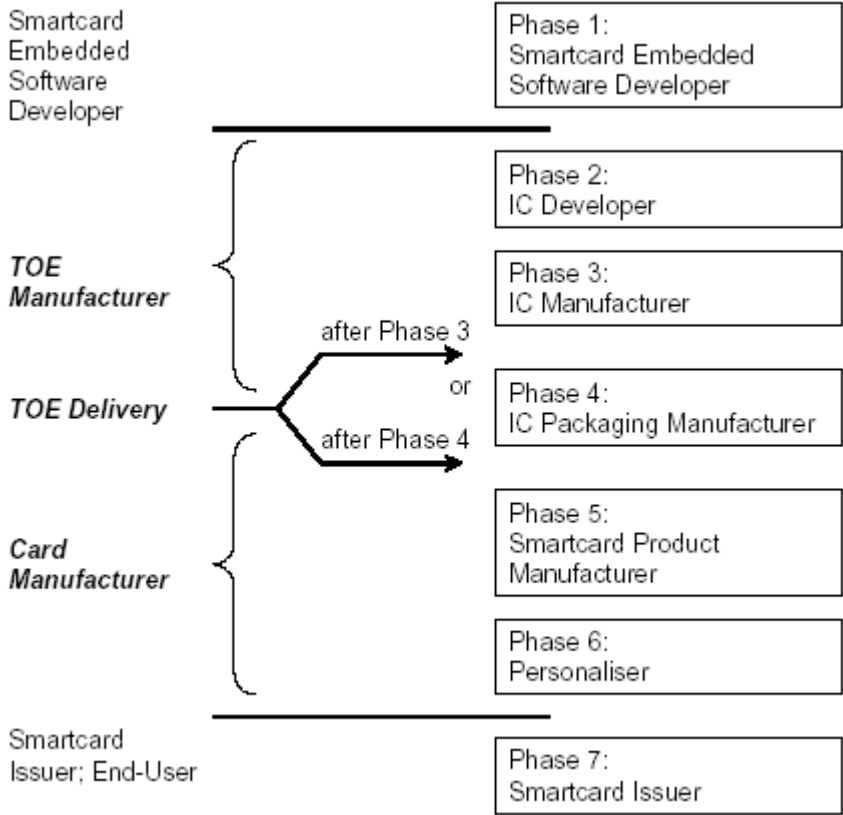 Smartcard
Embedded
Software
Developer
Phase 1:
Smartcard Embedded
Software Developer
Phase 2:
IC Developer
TOE
Manufacturer
Phase 3:
IC Manufacturer
after Phase 3
or
TOE Delivery
after Phase 4
Phase 4:
IC Packaging Manufacturer
Card
Manufacturer
Phase 5:
Smartcard Product
Manufacturer
Phase 6:
Personaliser
Smartcard
Issuer; End-User
Phase 7:
Smartcard Issuer